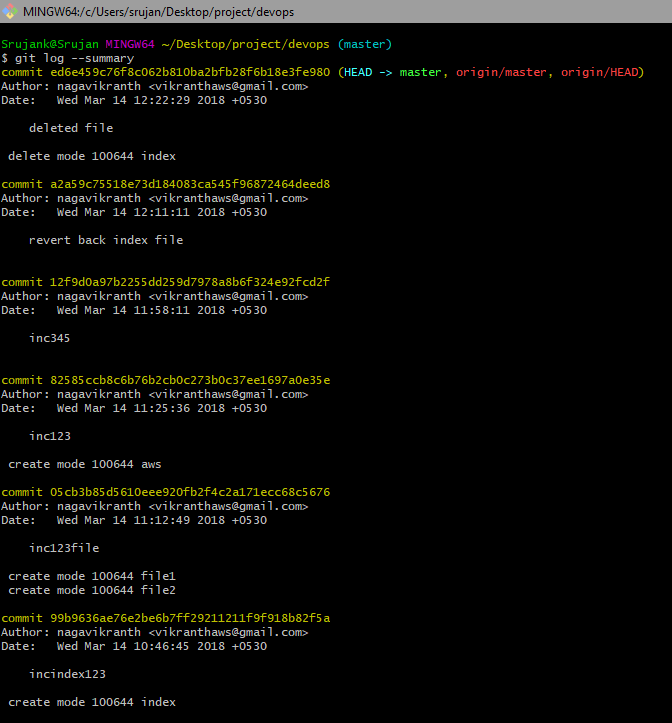 MINGW64:/c/Users/srujan/Desktop/project/devops
Srujank@Srujan MINGW64 ~/Desktop/project/devops (master)
$ git log --summary
commit ed6e459c76f8c062b810ba2bfb28f6b18e3fe980 (HEAD -> master, origin/master, origin/HEAD)
Author: nagavikranth <vikranthaws@gmail.com>
Date:   Wed Mar 14 12:22:29 2018 +0530
deleted file
delete mode 100644 index
commit a2a59c75518e73d184083ca545f96872464deed8
Author: nagavikranth <vikranthaws@gmail.com>
Date:   Wed Mar 14 12:11:11 2018 +0530
revert back index file
commit 12f9d0a97b2255dd259d7978a8b6f324e92fcd2f
Author: nagavikranth <vikranthaws@gmail.com>
Date:   Wed Mar 14 11:58:11 2018 +0530
inc345
commit 82585ccb8c6b76b2cb0c273b0c37ee1697a0e35e
Author: nagavikranth <vikranthaws@gmail.com>
Date:   Wed Mar 14 11:25:36 2018 +0530
inc123
create mode 100644 aws
commit 05cb3b85d5610eee920fb2f4c2a171ecc68c5676
Author: nagavikranth <vikranthaws@gmail.com>
Date:   Wed Mar 14 11:12:49 2018 +0530
inc123file
create mode 100644 file1
create mode 100644 file2
commit 99b9636ae76e2be6b7ff29211211f9f918b82f5a
Author: nagavikranth <vikranthaws@gmail.com>
Date:   Wed Mar 14 10:46:45 2018 +0530
incindex123
create mode 100644 index